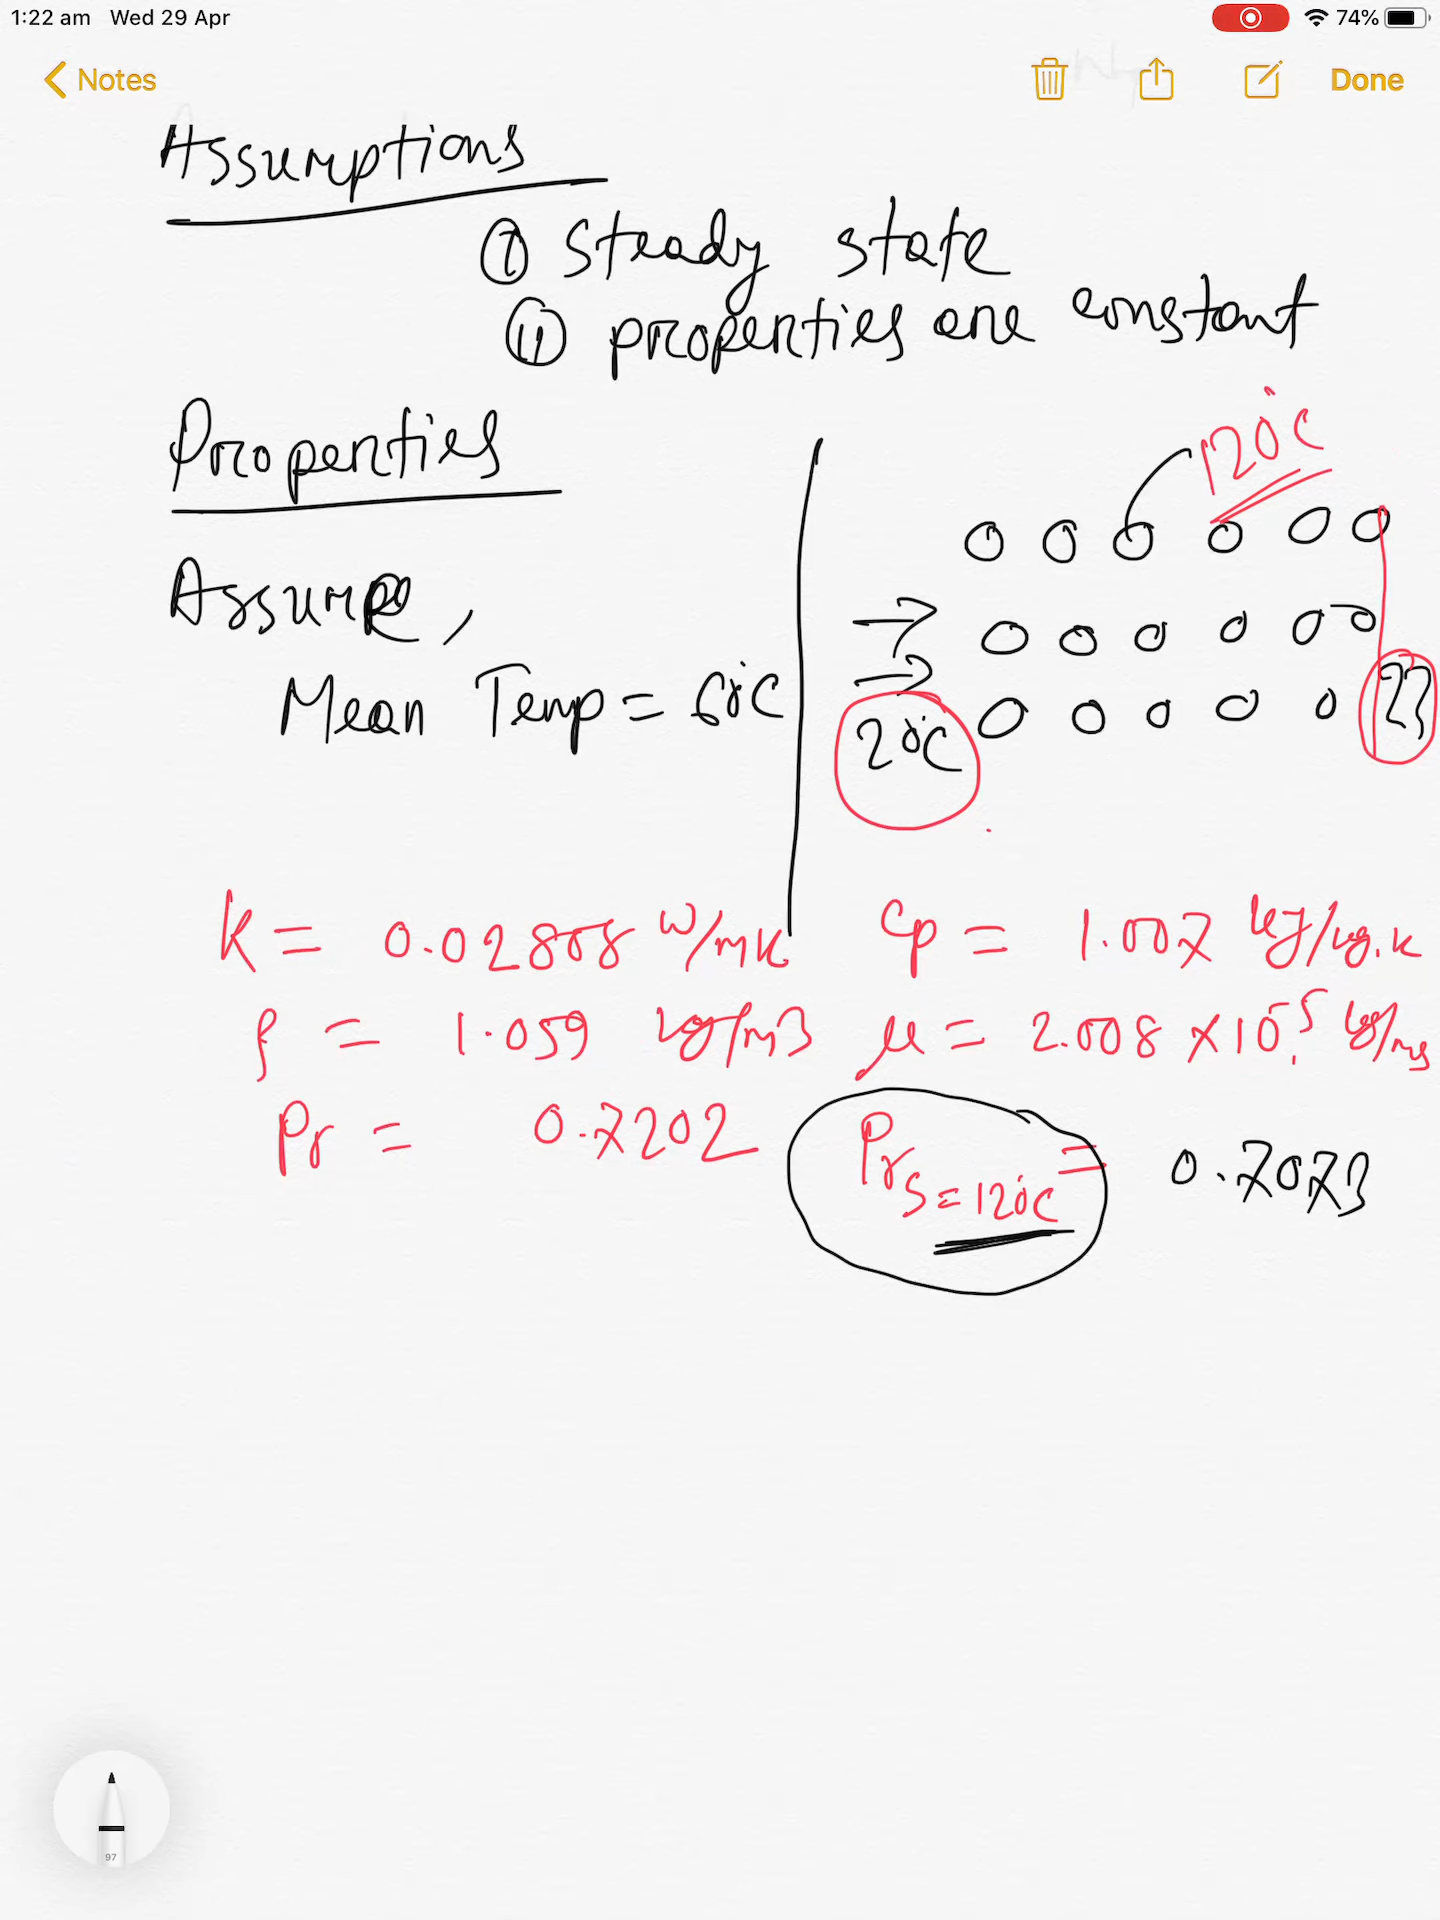 1:22 am Wed 29 Apr 74%
Notes Done
Assumptions
① Steady state
⑪ properties are constant
Properties
120°C
Assume,
Mean Temp = 60°C
20°C
??
k = 0.02808 W/mK Cp = 1.007 kJ/kg.K
ρ = 1.059 kg/m3 μ = 2.008 × 10⁻⁵ kg/ms
Pr = 0.7202 Pr s = 120°C = 0.7073
97